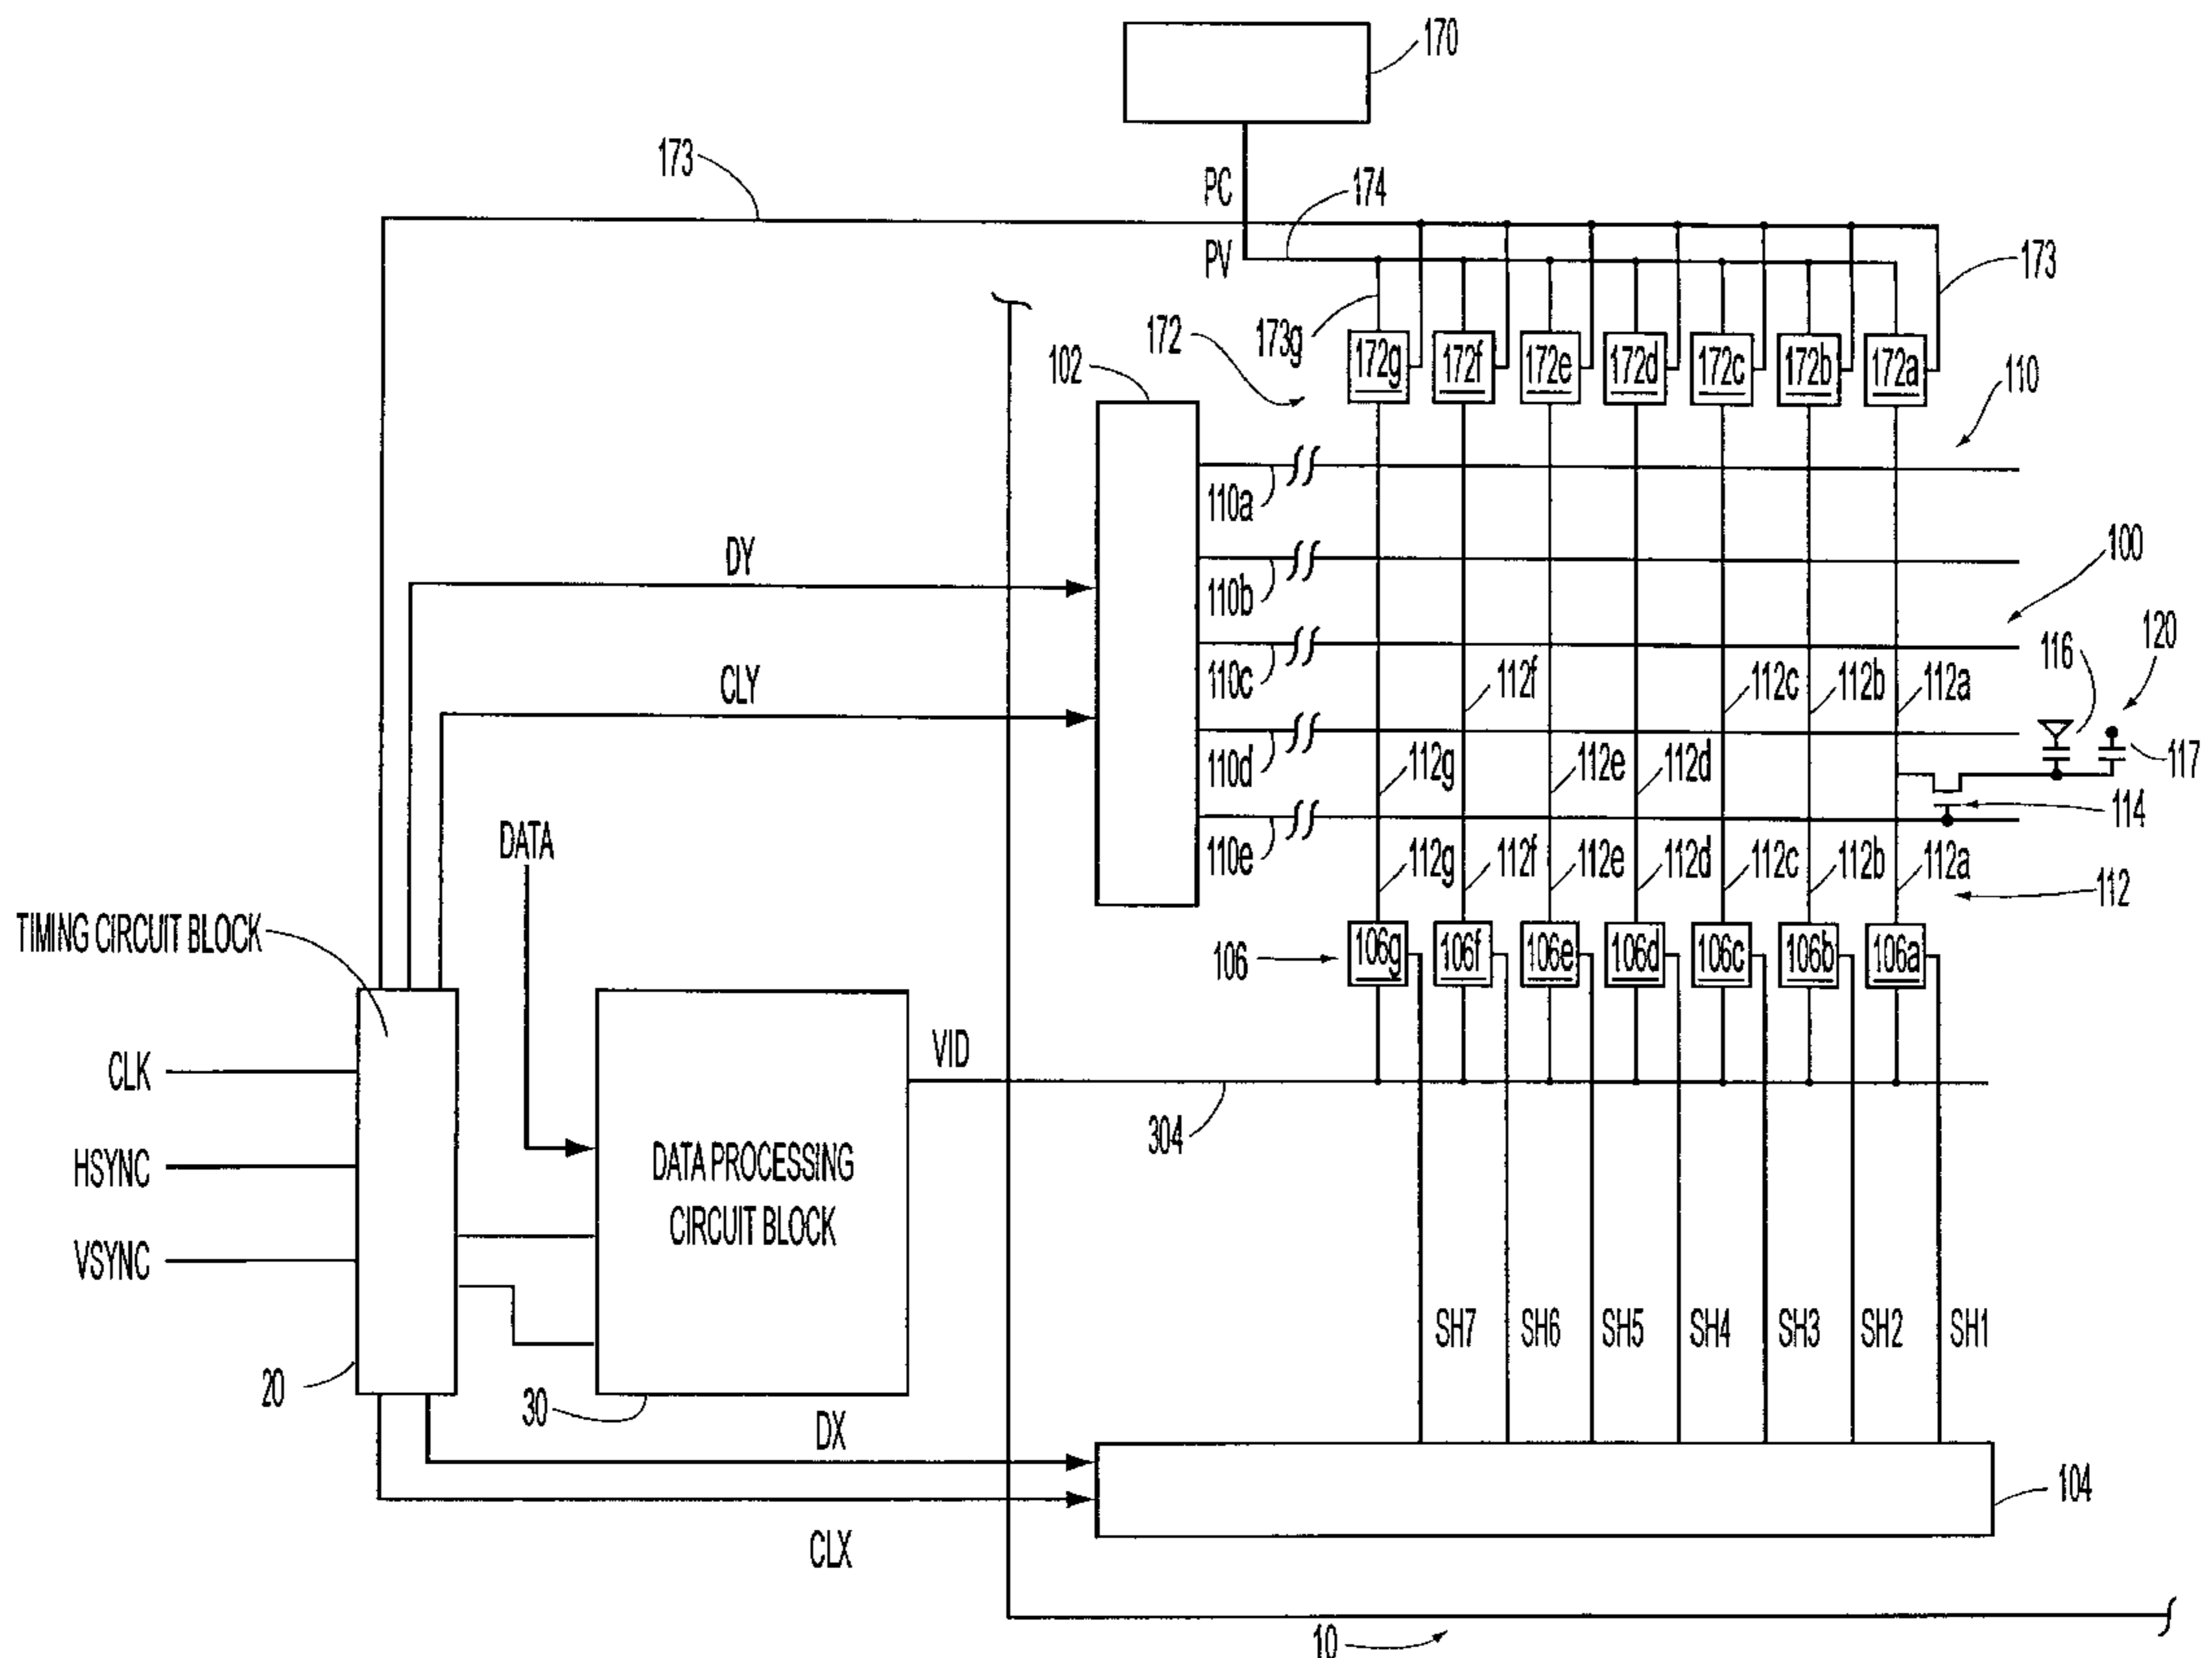 170
173
PC
174
PV
173
172
173g
172g
172f
172e
172d
172c
172b
172a
110
102
110a
DY
110b
100
CLY
110c
112f
112c
112b
112a
116
120
110d
112g
112e
112d
117
114
DATA
110e
112g
112f
112e
112d
112c
112b
112a
112
TIMING CIRCUIT BLOCK
106
106g
106f
106e
106d
106c
106b
106a
VID
CLK
304
HSYNC
DATA PROCESSING
CIRCUIT BLOCK
VSYNC
SH7
SH6
SH5
SH4
SH3
SH2
SH1
20
30
DX
104
CLX
10